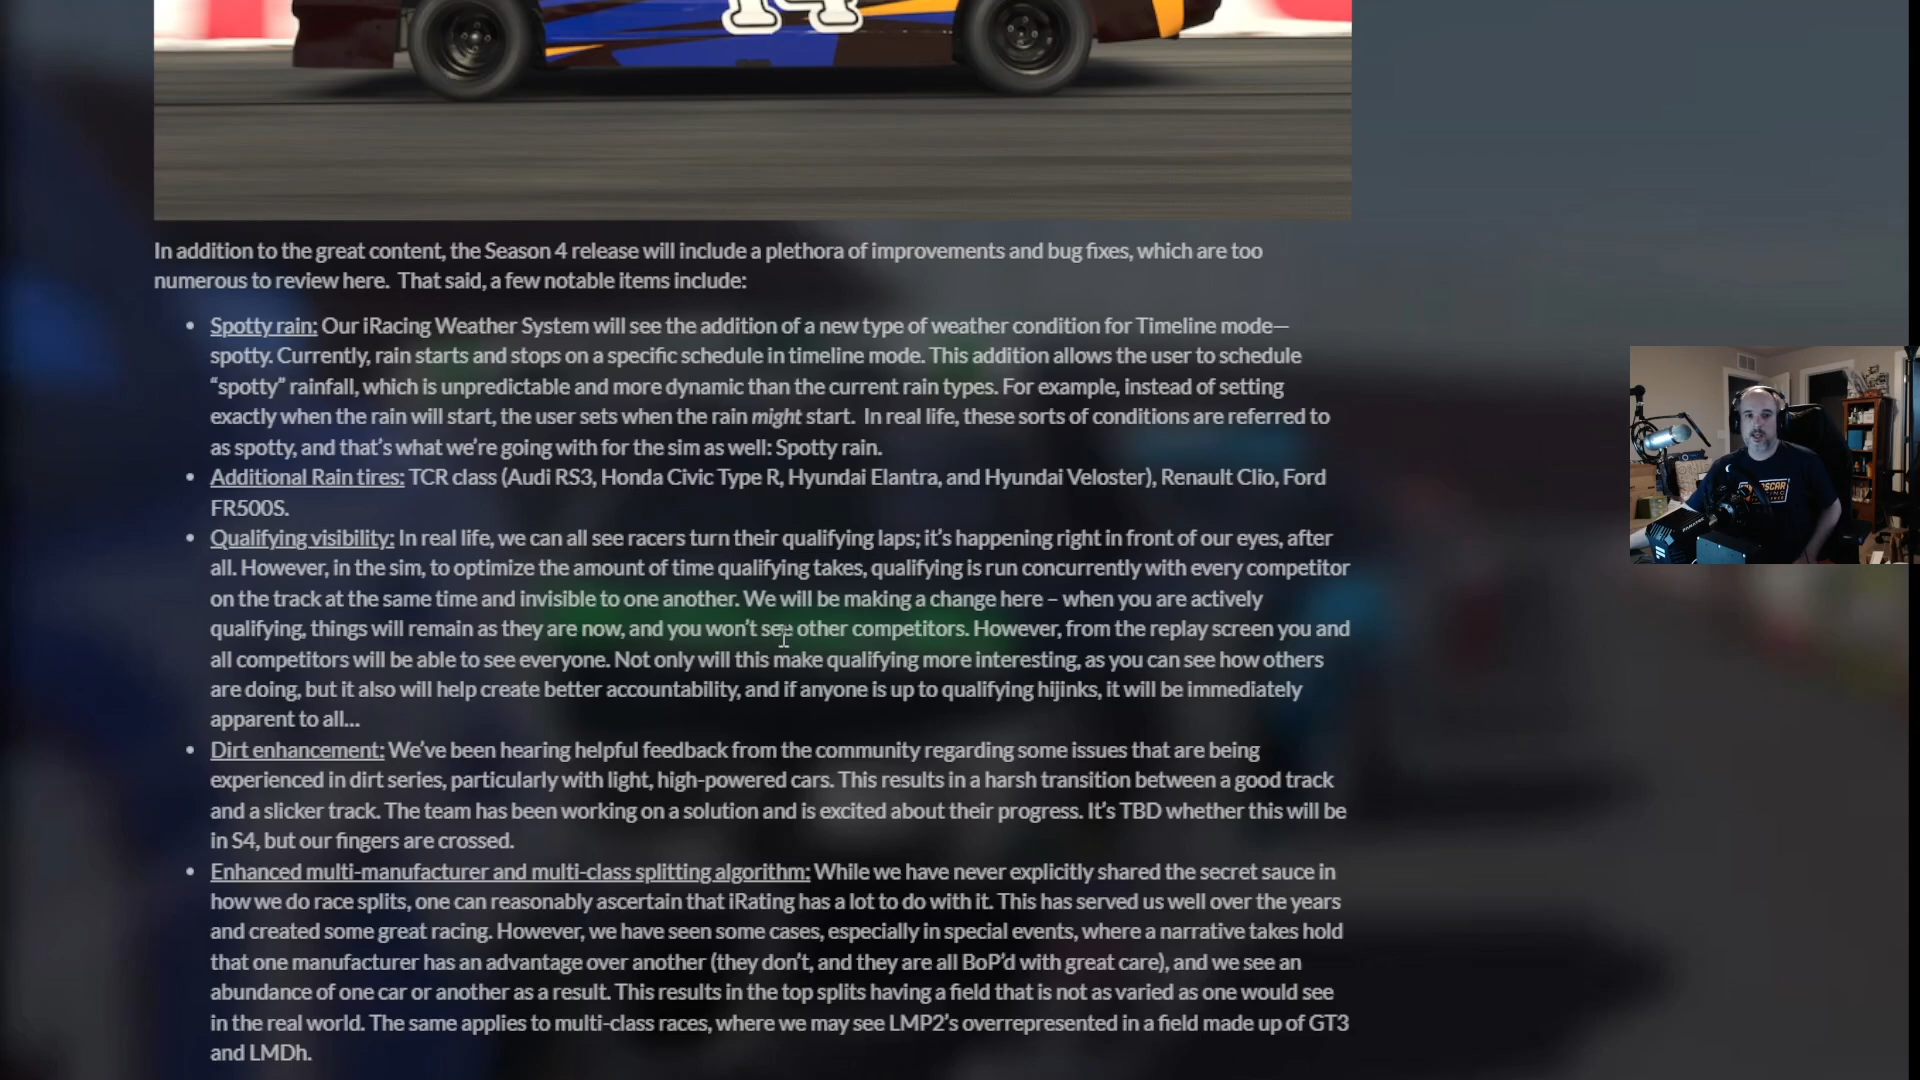 14
In addition to the great content, the Season 4 release will include a plethora of improvements and bug fixes, which are too
numerous to review here.  That said, a few notable items include:
• Spotty rain: Our iRacing Weather System will see the addition of a new type of weather condition for Timeline mode—
spotty. Currently, rain starts and stops on a specific schedule in timeline mode. This addition allows the user to schedule
“spotty” rainfall, which is unpredictable and more dynamic than the current rain types. For example, instead of setting
exactly when the rain will start, the user sets when the rain might start.  In real life, these sorts of conditions are referred to
as spotty, and that’s what we’re going with for the sim as well: Spotty rain.
• Additional Rain tires: TCR class (Audi RS3, Honda Civic Type R, Hyundai Elantra, and Hyundai Veloster), Renault Clio, Ford
FR500S.
• Qualifying visibility: In real life, we can all see racers turn their qualifying laps; it’s happening right in front of our eyes, after
all. However, in the sim, to optimize the amount of time qualifying takes, qualifying is run concurrently with every competitor
on the track at the same time and invisible to one another. We will be making a change here – when you are actively
qualifying, things will remain as they are now, and you won’t see other competitors. However, from the replay screen you and
all competitors will be able to see everyone. Not only will this make qualifying more interesting, as you can see how others
are doing, but it also will help create better accountability, and if anyone is up to qualifying hijinks, it will be immediately
apparent to all…
• Dirt enhancement: We’ve been hearing helpful feedback from the community regarding some issues that are being
experienced in dirt series, particularly with light, high-powered cars. This results in a harsh transition between a good track
and a slicker track. The team has been working on a solution and is excited about their progress. It’s TBD whether this will be
in S4, but our fingers are crossed.
• Enhanced multi-manufacturer and multi-class splitting algorithm: While we have never explicitly shared the secret sauce in
how we do race splits, one can reasonably ascertain that iRating has a lot to do with it. This has served us well over the years
and created some great racing. However, we have seen some cases, especially in special events, where a narrative takes hold
that one manufacturer has an advantage over another (they don’t, and they are all BoP’d with great care), and we see an
abundance of one car or another as a result. This results in the top splits having a field that is not as varied as one would see
in the real world. The same applies to multi-class races, where we may see LMP2’s overrepresented in a field made up of GT3
and LMDh.